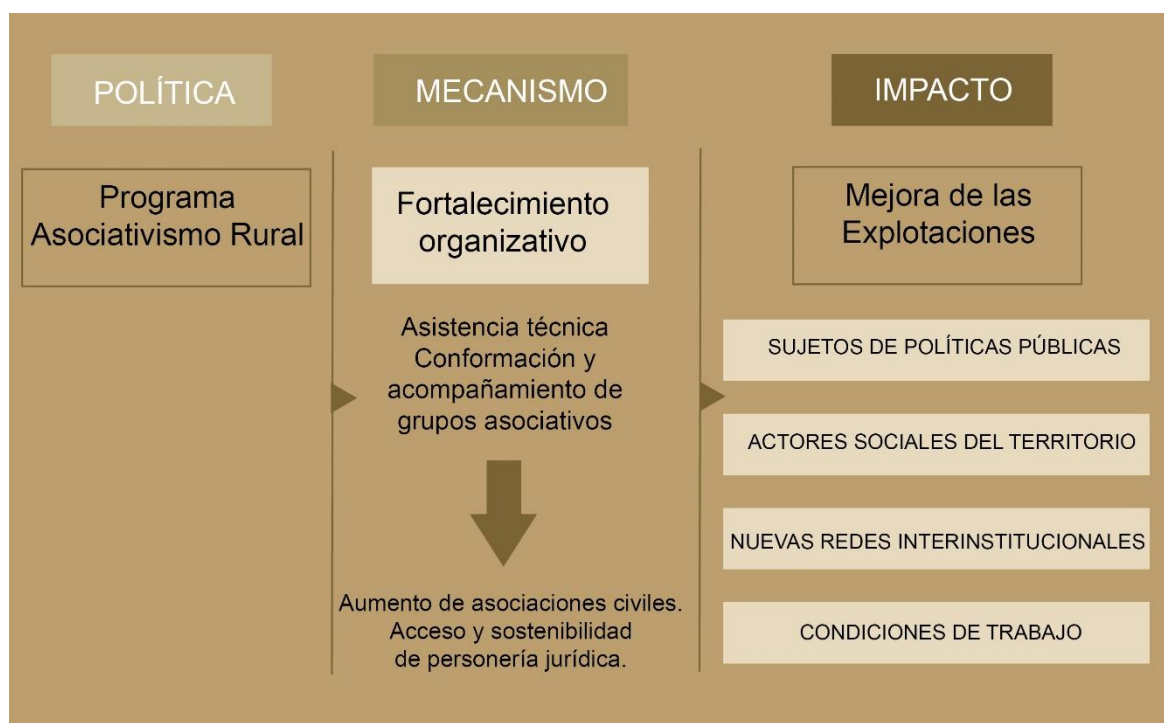 POLÍTICA
Programa
Asociativismo Rural
MECANISMO
Fortalecimiento
organizativo
Asistencia técnica
Conformación y
acompañamiento de
grupos asociativos
Aumento de asociaciones civiles.
Acceso y sostenibilidad
de personería jurídica.
IMPACTO
Mejora de las
Explotaciones
SUJETOS DE POLÍTICAS PÚBLICAS
ACTORES SOCIALES DEL TERRITORIO
NUEVAS REDES INTERINSTITUCIONALES
CONDICIONES DE TRABAJO